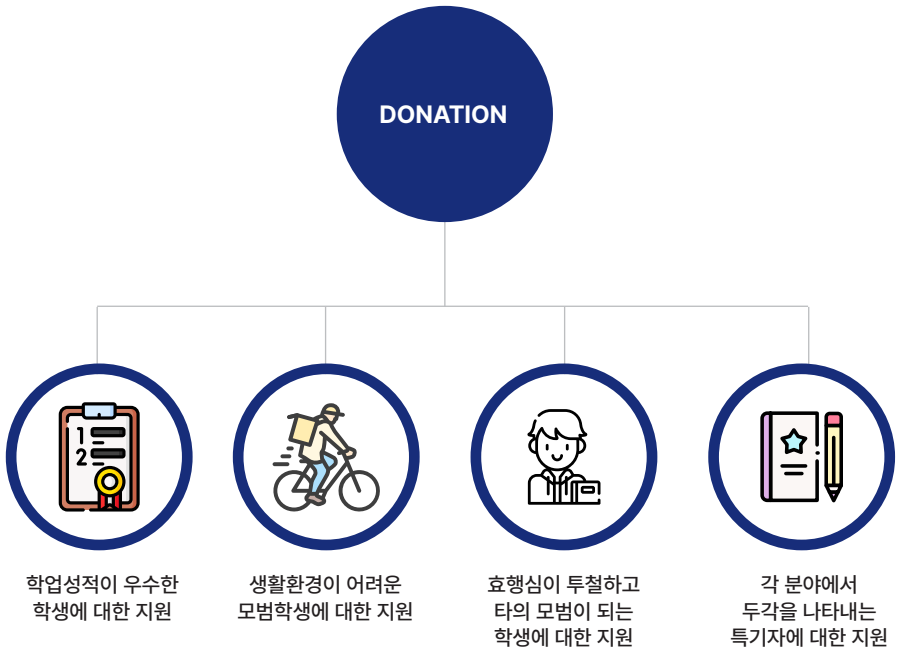 DONATION
1
2
학업성적이 우수한
학생에 대한 지원
생활환경이 어려운
모범학생에 대한 지원
효행심이 투철하고
타의 모범이 되는
학생에 대한 지원
각 분야에서
두각을 나타내는
특기자에 대한 지원